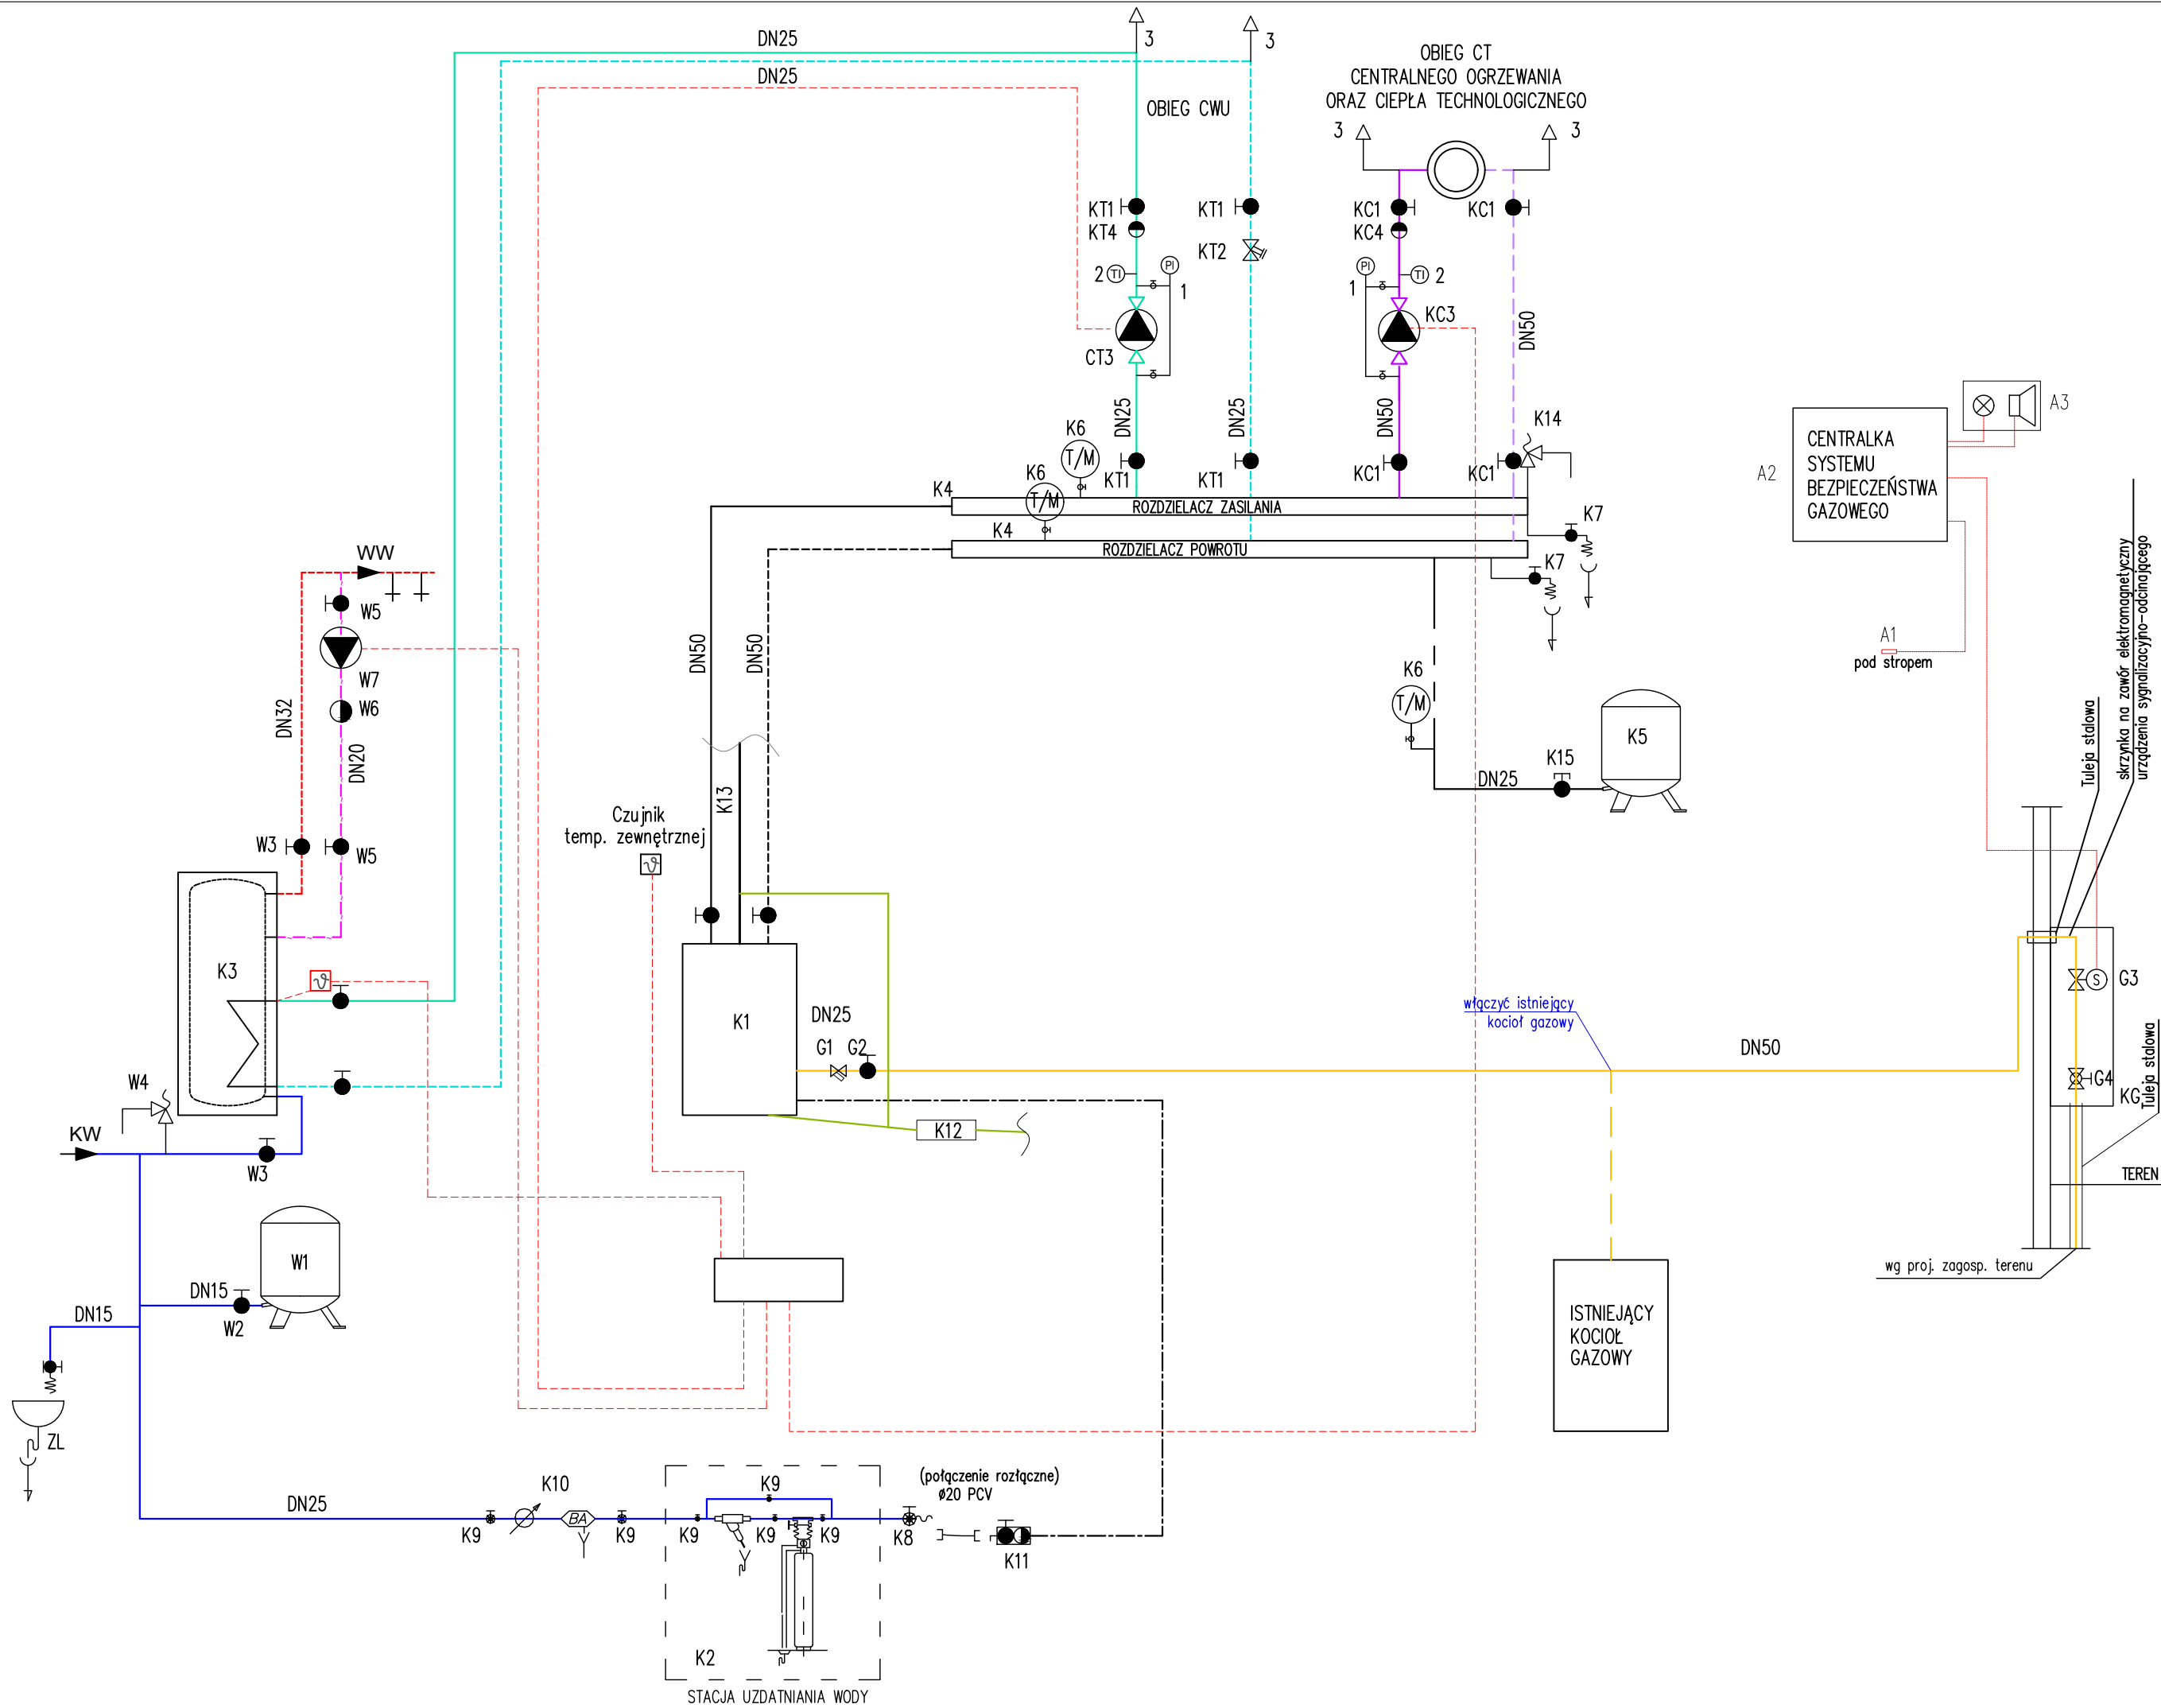 DN25
3
3
DN25
OBIEG CWU
OBIEG CT
CENTRALNEGO OGRZEWANIA
ORAZ CIEPŁA TECHNOLOGICZNEGO
3
3
KT1
KT4
KT1
KT2
KC1
KC4
KC1
2
TI
PI
1
PI
1
TI
2
CT3
KC3
DN50
DN25
DN25
DN50
K6
T/M
K6
T/M
KT1
KT1
KC1
KC1
K14
K4
ROZDZIELACZ ZASILANIA
K4
ROZDZIELACZ POWROTU
K7
K7
A3
CENTRALKA
SYSTEMU
BEZPIECZEŃSTWA
GAZOWEGO
A2
A1
pod stropem
skrzynka na zawór elektromagnetyczny
urządzenia sygnalizacyjno-odcinającego
Tuleja stalowa
WW
W5
W7
W6
DN32
DN20
W3
W5
DN50
DN50
K13
K6
T/M
K15
DN25
K5
Czujnik
temp. zewnętrznej
K3
K1
DN25
G1
G2
włączyć istniejący
kocioł gazowy
DN50
S
G3
G4
KG
Tuleja stalowa
TEREN
wg proj. zagosp. terenu
W4
KW
W3
K12
W1
DN15
W2
DN15
ZL
ISTNIEJĄCY
KOCIOŁ
GAZOWY
DN25
K9
K10
BA
K9
K9
K9
K9
K9
K8
(połączenie rozłączne)
ø20 PCV
K11
K2
STACJA UZDATNIANIA WODY